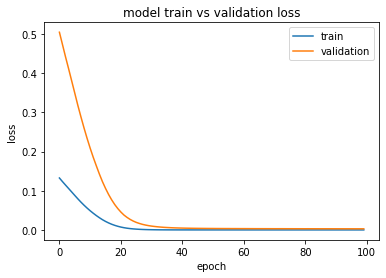 model train vs validation loss
train
validation
loss
0.5
0.4
0.3
0.2
0.1
0.0
0 20 40 60 80 100
epoch